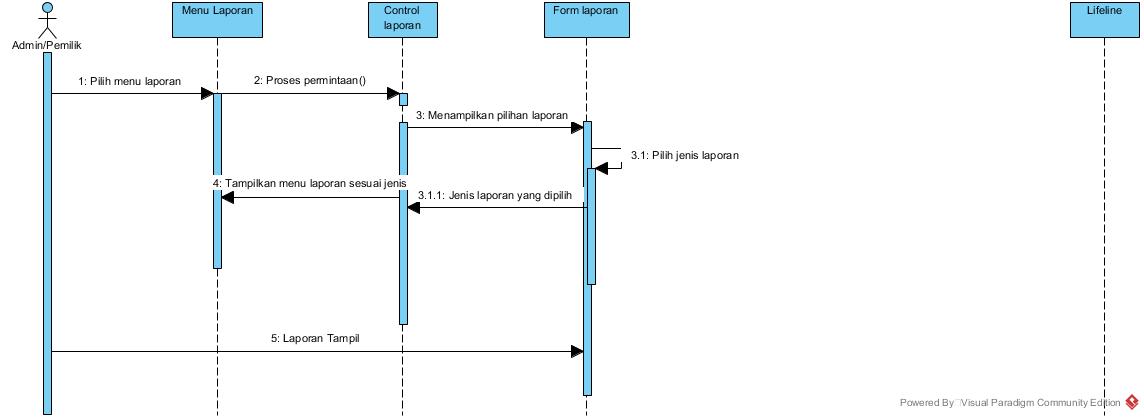 Menu Laporan
Control
laporan
Form laporan
Lifeline
Admin/Pemilik
1: Pilih menu laporan
2: Proses permintaan()
3: Menampilkan pilihan laporan
3.1: Pilih jenis laporan
4: Tampilkan menu laporan sesuai jenis
3.1.1: Jenis laporan yang dipilih
5: Laporan Tampil
Powered By Visual Paradigm Community Edition